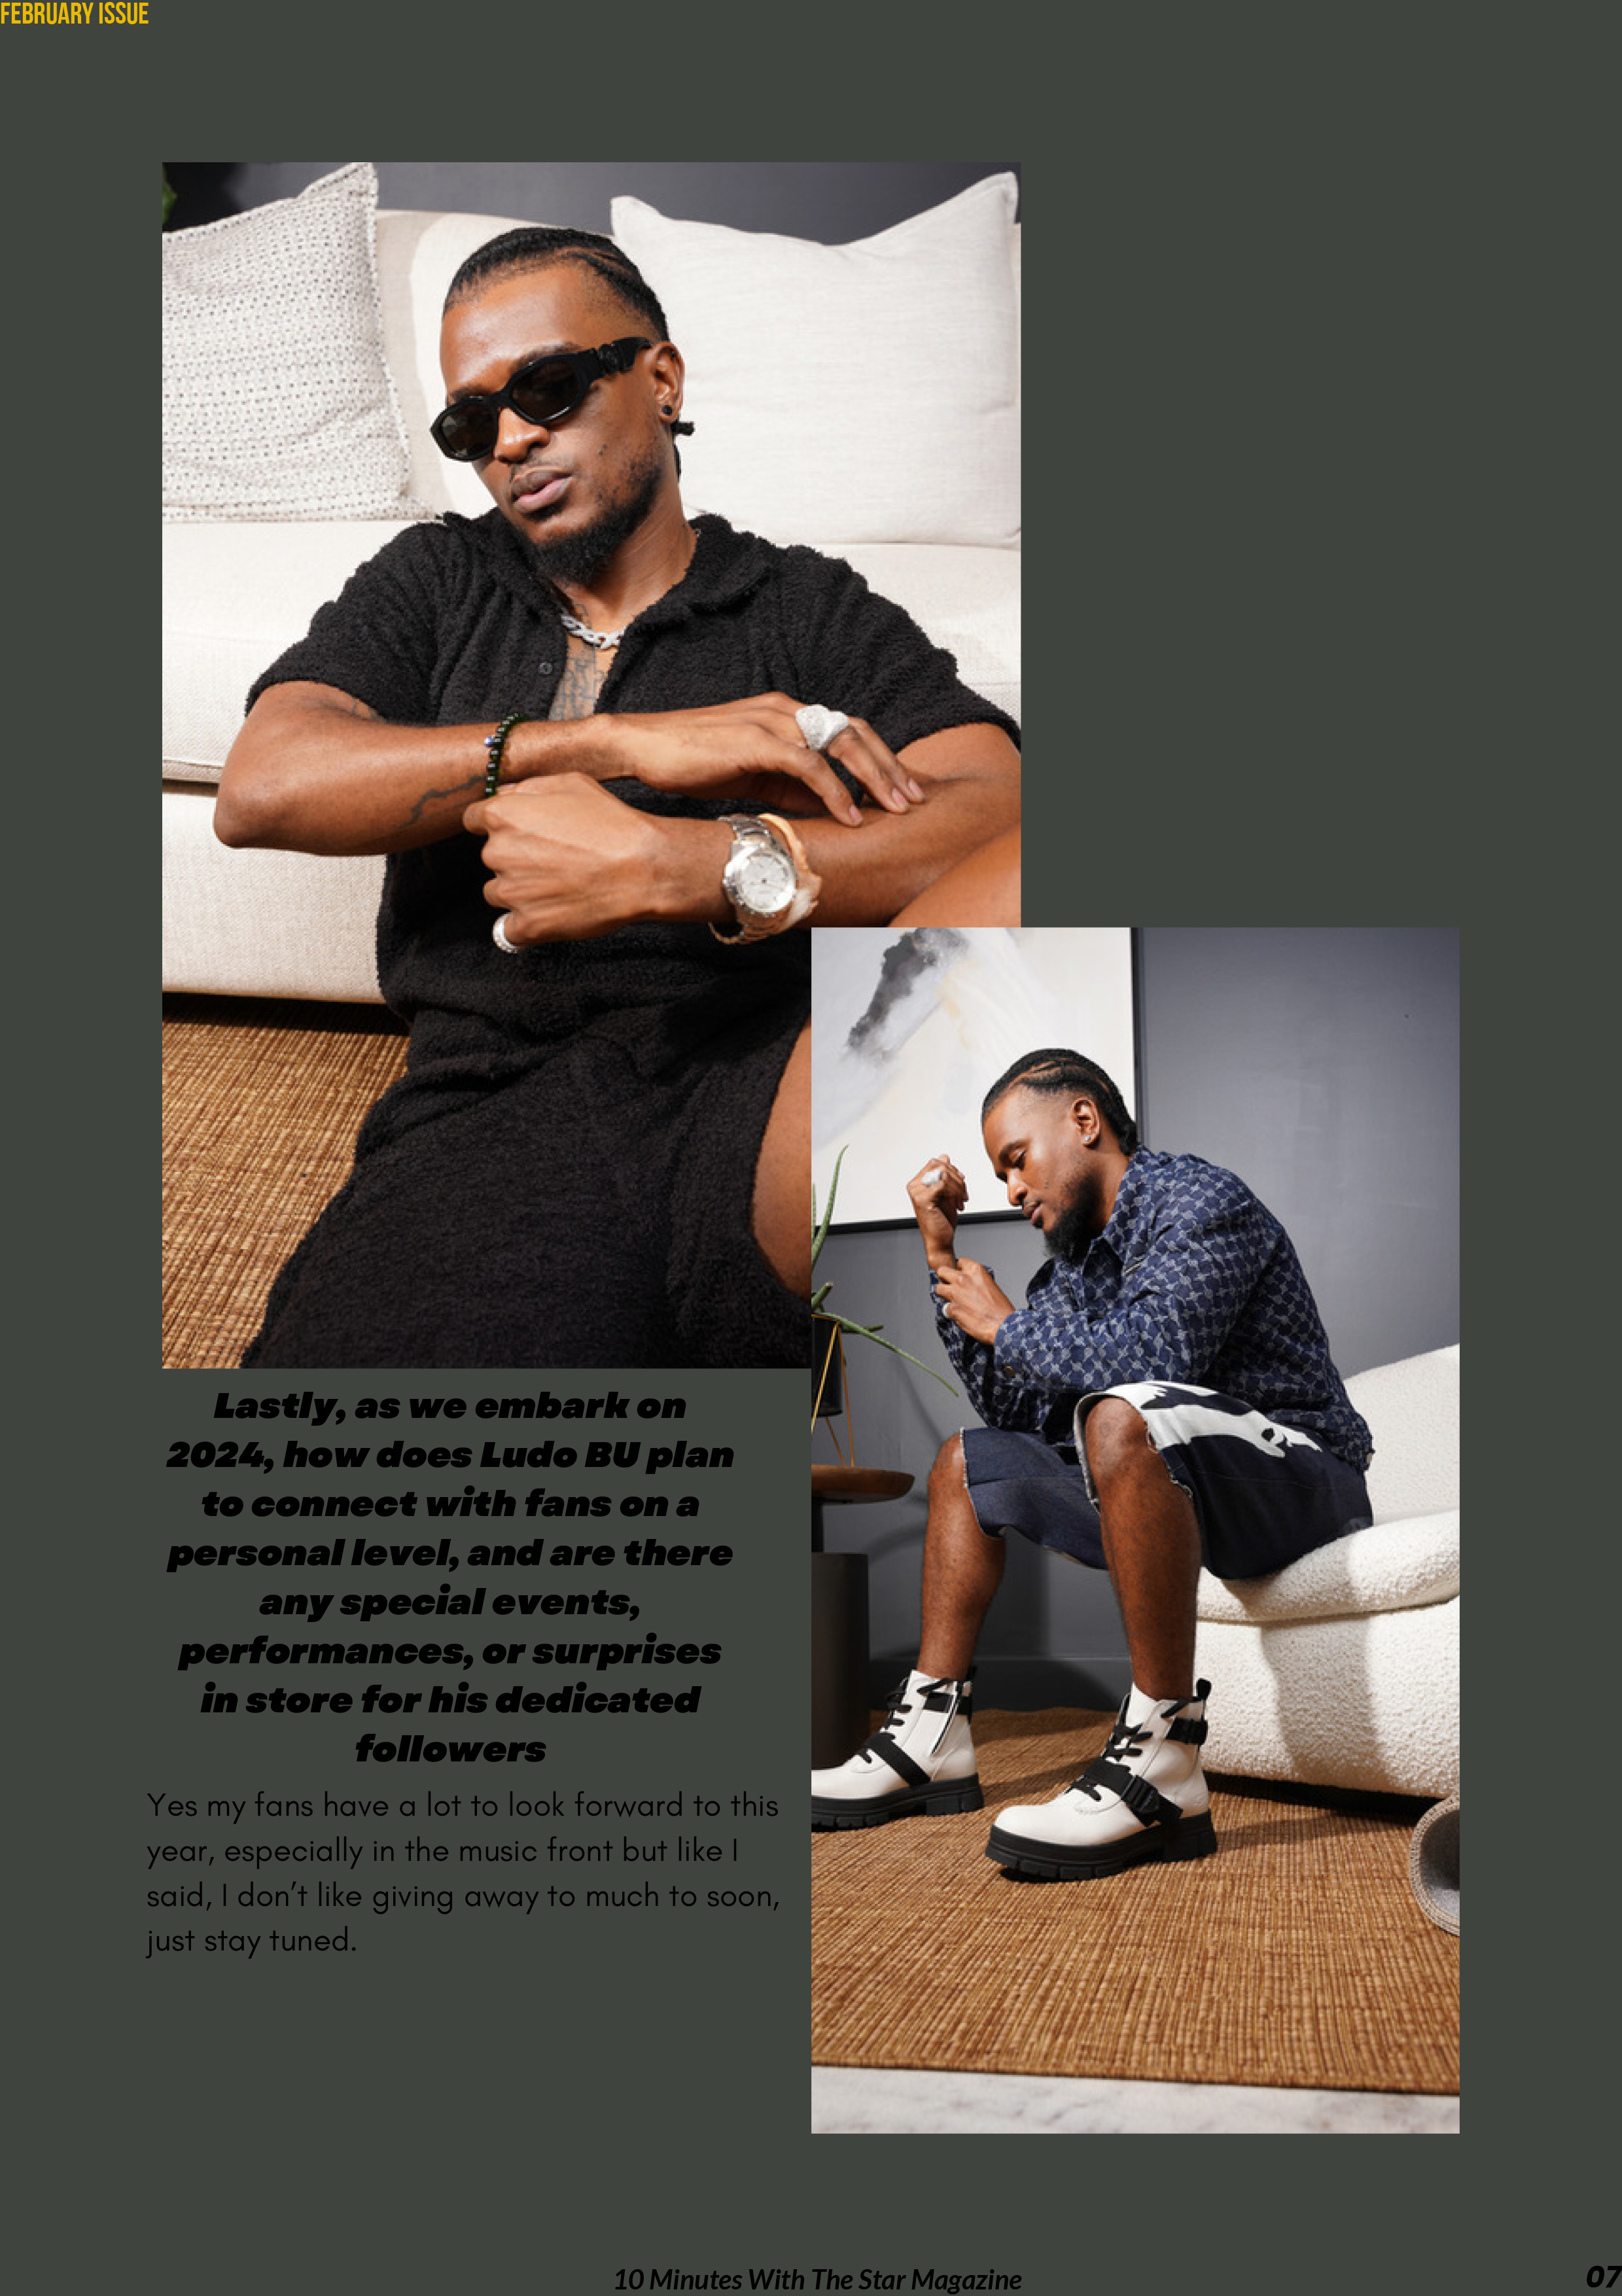 FEBRUARY ISSUE
Lastly, as we embark on
2024, how does Ludo BU plan
to connect with fans on a
personal level, and are there
any special events,
performances, or surprises
in store for his dedicated
followers
Yes my fans have a lot to look forward to this
year, especially in the music front but like I
said, I don't like giving away to much to soon,
just stay tuned.
10 Minutes With The Star Magazine
07